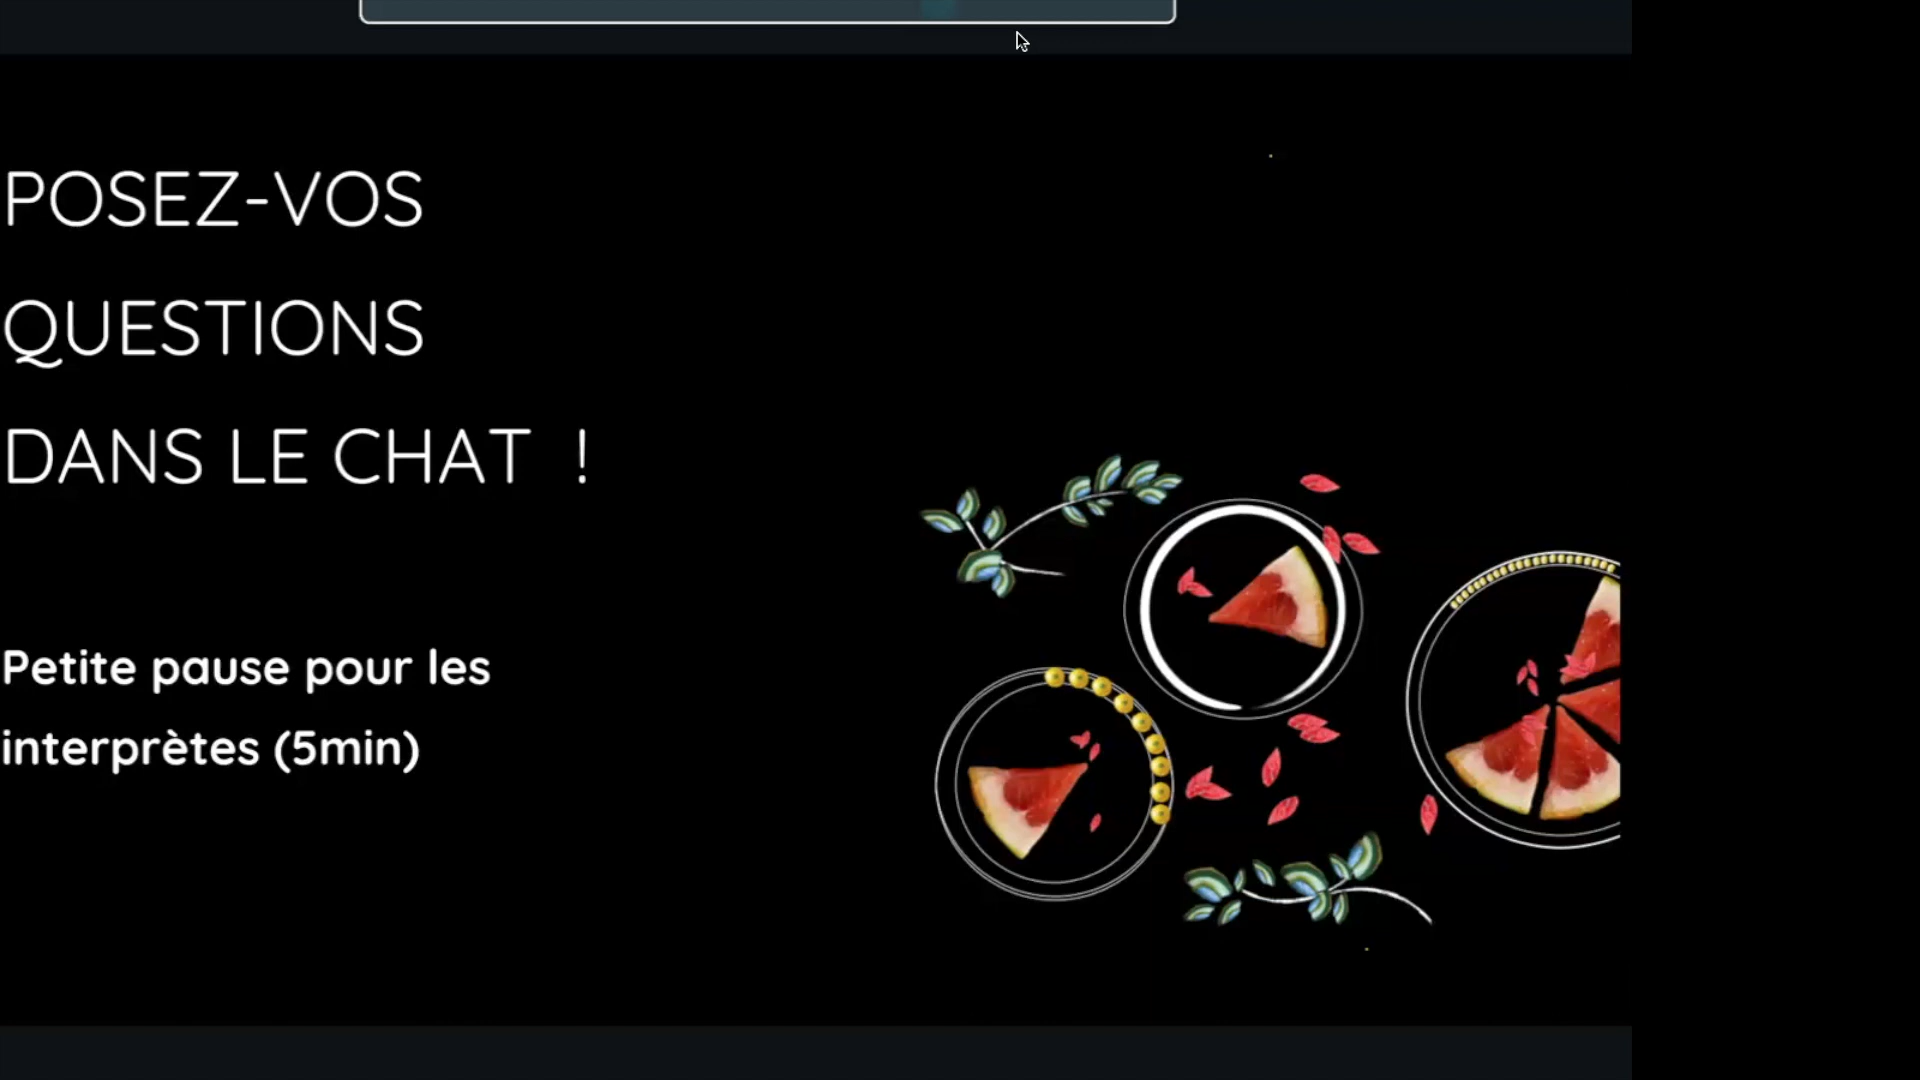 POSEZ-VOS
QUESTIONS
DANS LE CHAT !
Petite pause pour les
interprètes (5min)